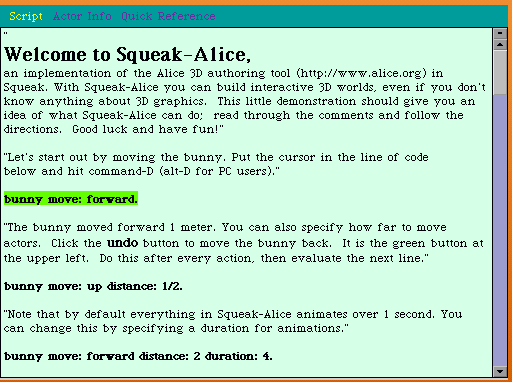 Script Actor Info Quick Reference
"
Welcome to Squeak-Alice,
an implementation of the Alice 3D authoring tool (http://www.alice.org) in
Squeak. With Squeak-Alice you can build interactive 3D worlds, even if you don't
know anything about 3D graphics.  This little demonstration should give you an
idea of what Squeak-Alice can do;  read through the comments and follow the
directions.  Good luck and have fun!"
"Let's start out by moving the bunny. Put the cursor in the line of code
below and hit command-D (alt-D for PC users)."
bunny move: forward.
"The bunny moved forward 1 meter. You can also specify how far to move
actors.  Click the undo button to move the bunny back.  It is the green button at
the upper left.  Do this after every action, then evaluate the next line."
bunny move: up distance: 1/2.
"Note that by default everything in Squeak-Alice animates over 1 second. You
can change this by specifying a duration for animations."
bunny move: forward distance: 2 duration: 4.